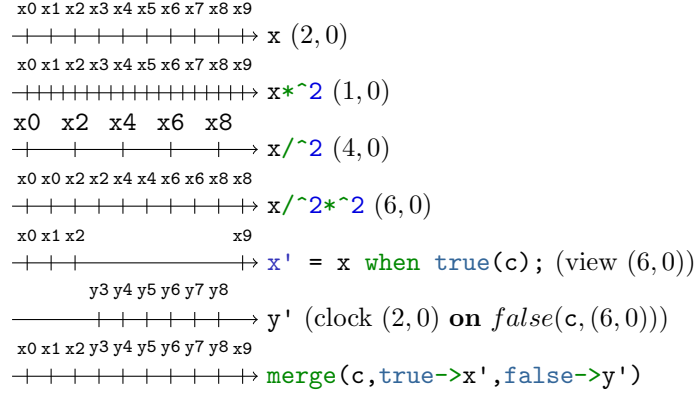 x0 x1 x2 x3 x4 x5 x6 x7 x8 x9
x (2, 0)
x0 x1 x2 x3 x4 x5 x6 x7 x8 x9
x*^2 (1, 0)
x0 x2 x4 x6 x8
x/^2 (4, 0)
x0 x0 x2 x2 x4 x4 x6 x6 x8 x8
x/^2*^2 (6, 0)
x0 x1 x2 x9
x' = x when true(c); (view (6, 0))
y3 y4 y5 y6 y7 y8
y' (clock (2, 0) on false(c, (6, 0)))
x0 x1 x2 y3 y4 y5 y6 y7 y8 x9
merge(c,true->x',false->y')